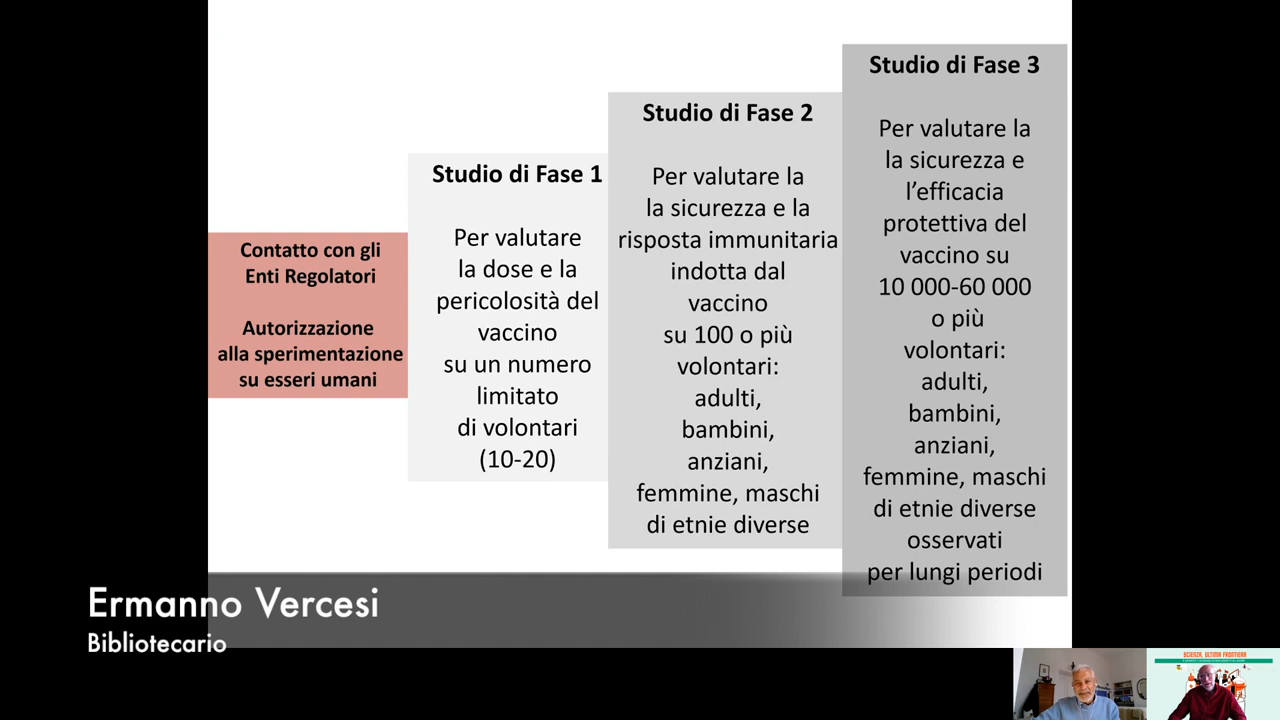 Contatto con gli
Enti Regolatori
Autorizzazione
alla sperimentazione
su esseri umani
Studio di Fase 1
Per valutare
la dose e la
pericolosità del
vaccino
su un numero
limitato
di volontari
(10-20)
Studio di Fase 2
Per valutare la
la sicurezza e la
risposta immunitaria
indotta dal
vaccino
su 100 o più
volontari:
adulti,
bambini,
anziani,
femmine, maschi
di etnie diverse
Studio di Fase 3
Per valutare la
la sicurezza e
l’efficacia
protettiva del
vaccino su
10 000-60 000
o più
volontari:
adulti,
bambini,
anziani,
femmine, maschi
di etnie diverse
osservati
per lungi periodi
Ermanno Vercesi
Bibliotecario
SCIENZA, ULTIMA FRONTIERA